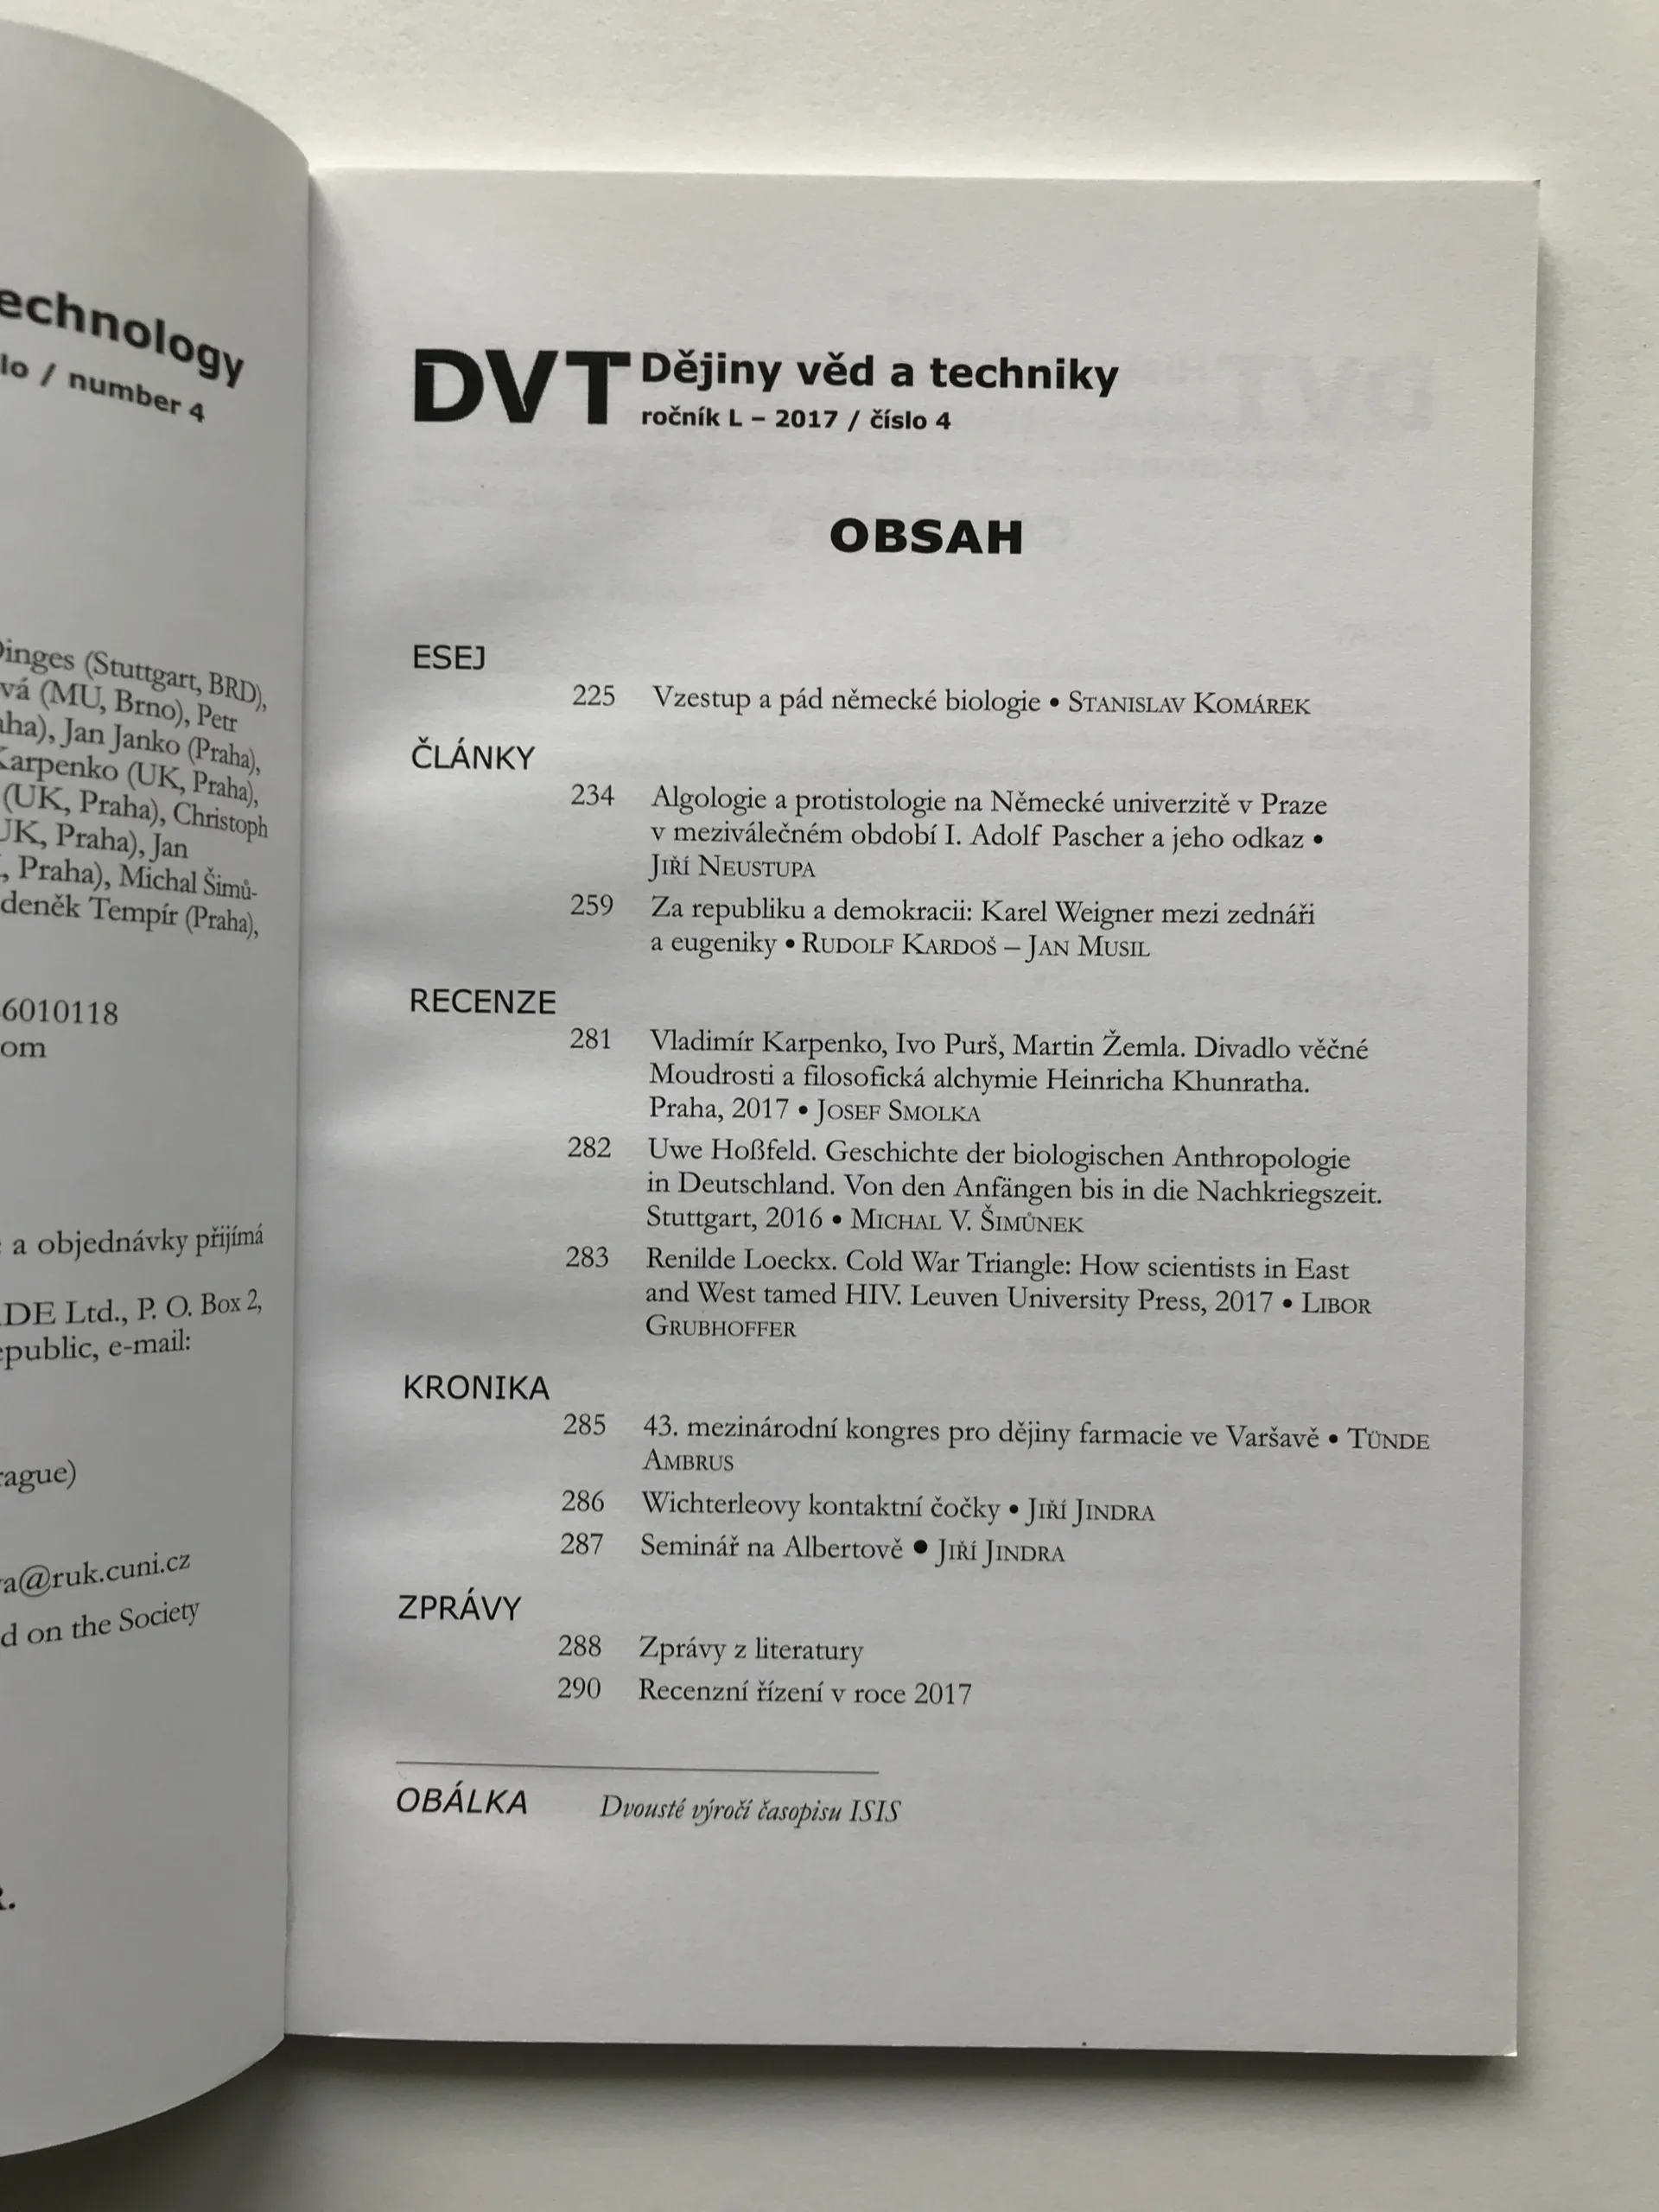 echnology
lo / number 4
inges (Stuttgart, BRD),
vá (MU, Brno), Petr
aha), Jan Janko (Praha),
Karpenko (UK, Praha),
(UK, Praha), Christoph
UK, Praha), Jan
, Praha), Michal Šimů-
deněk Tempír (Praha),
6010118
om
a objednávky přijímá
DE Ltd., P. O. Box 2,
epublic, e-mail:
rague)
a@ruk.cuni.cz
d on the Society
DVT Dějiny věd a techniky
ročník L – 2017 / číslo 4
OBSAH
ESEJ
225 Vzestup a pád německé biologie • STANISLAV KOMÁREK
ČLÁNKY
234 Algologie a protistologie na Německé univerzitě v Praze
v meziválečném období I. Adolf Pascher a jeho odkaz •
JIŘÍ NEUSTUPA
259 Za republiku a demokracii: Karel Weigner mezi zednáři
a eugeniky • RUDOLF KARDOŠ – JAN MUSIL
RECENZE
281 Vladimír Karpenko, Ivo Purš, Martin Žemla. Divadlo věčné
Moudrosti a filosofická alchymie Heinricha Khunratha.
Praha, 2017 • JOSEF SMOLKA
282 Uwe Hoßfeld. Geschichte der biologischen Anthropologie
in Deutschland. Von den Anfängen bis in die Nachkriegszeit.
Stuttgart, 2016 • MICHAL V. ŠIMŮNEK
283 Renilde Loeckx. Cold War Triangle: How scientists in East
and West tamed HIV. Leuven University Press, 2017 • LIBOR
GRUBHOFFER
KRONIKA
285 43. mezinárodní kongres pro dějiny farmacie ve Varšavě • TÜNDE
AMBRUS
286 Wichterleovy kontaktní čočky • JIŘÍ JINDRA
287 Seminář na Albertově ● JIŘÍ JINDRA
ZPRÁVY
288 Zprávy z literatury
290 Recenzní řízení v roce 2017
OBÁLKA Dvousté výročí časopisu ISIS